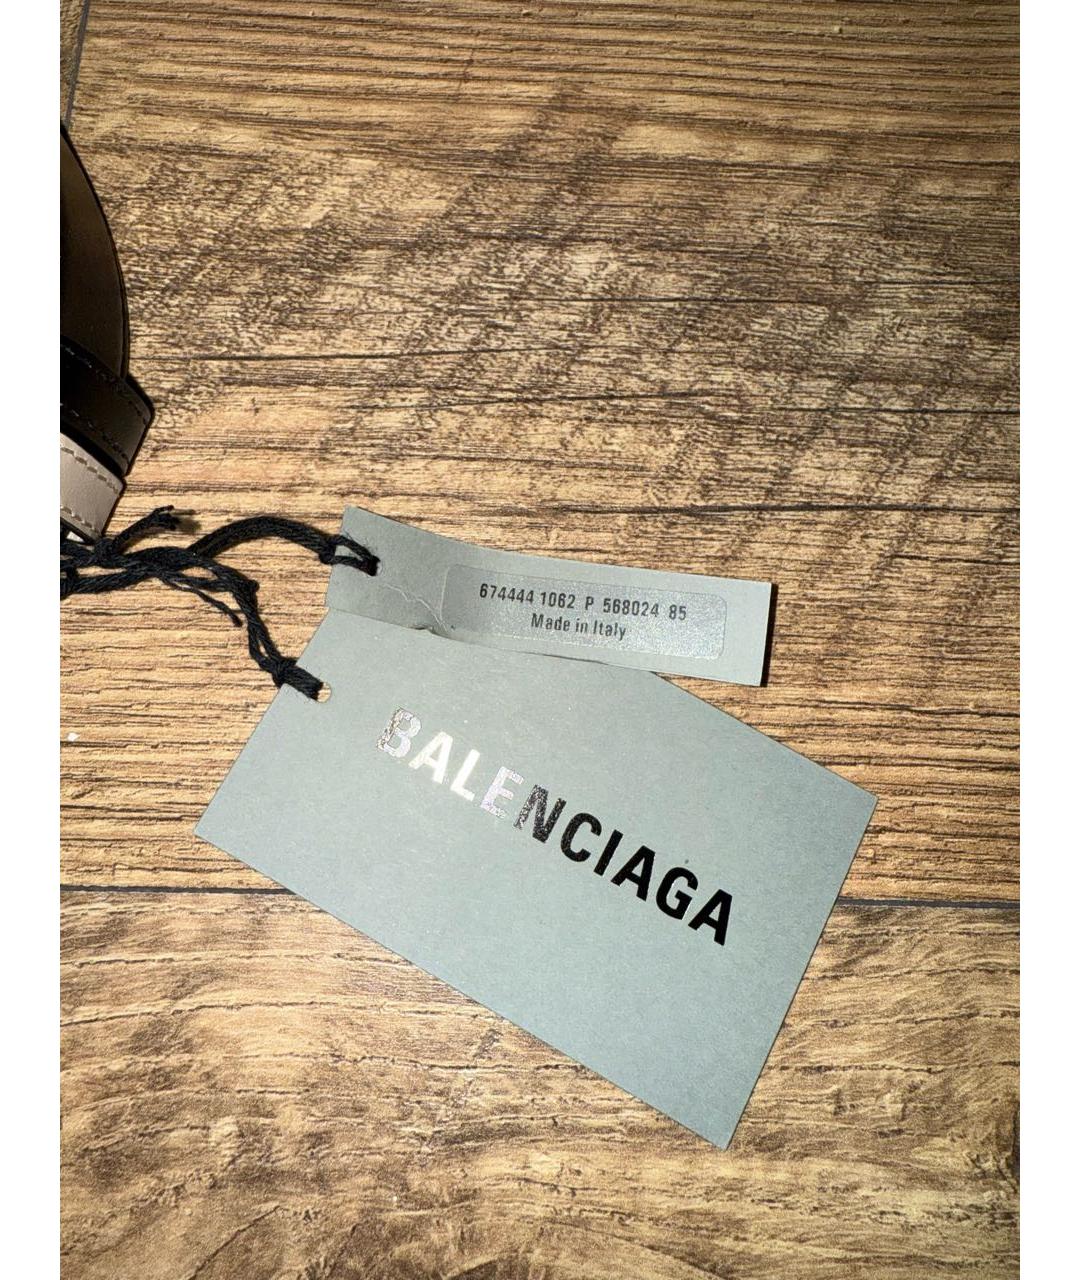 674444 1062 P 568024 85
Made in Italy
BALENCIAGA